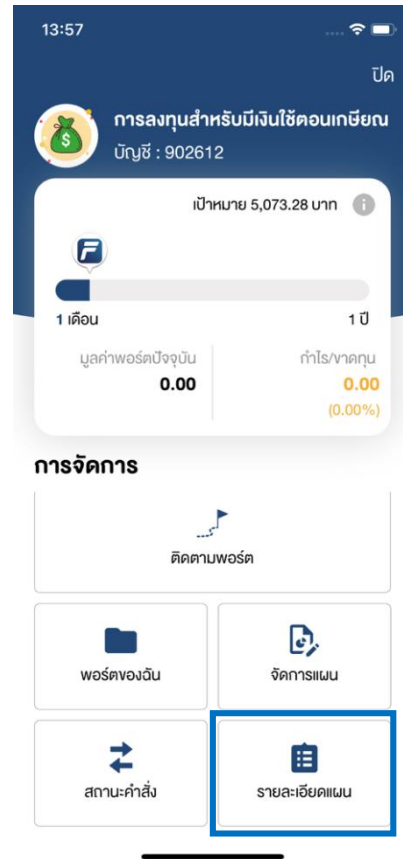 13:57
ปิด
การลงทุนสำหรับมีเงินใช้ตอนเกษียณ
บัญชี : 902612
เป้าหมาย 5,073.28 บาท
1 เดือน 1 ปี
มูลค่าพอร์ตปัจจุบัน กำไร/ขาดทุน
0.00 0.00
(0.00%)
การจัดการ
ติดตามพอร์ต
พอร์ตของฉัน จัดการแผน
สถานะคำสั่ง รายละเอียดแผน